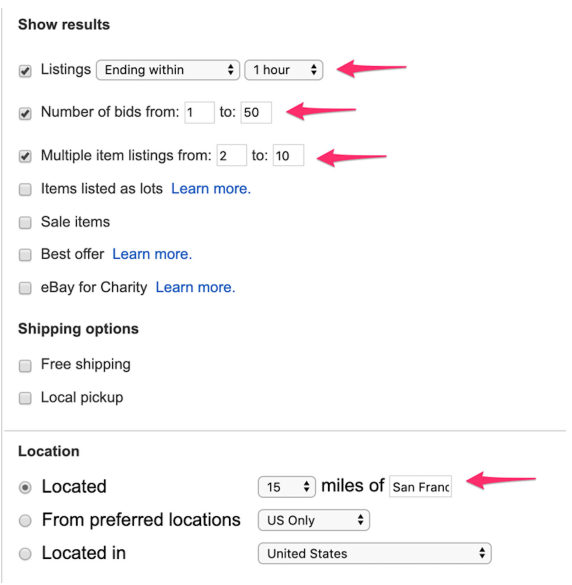 Show results
Listings Ending within 1 hour
Number of bids from: 1 to: 50
Multiple item listings from: 2 to: 10
Items listed as lots Learn more.
Sale items
Best offer Learn more.
eBay for Charity Learn more.
Shipping options
Free shipping
Local pickup
Location
Located 15 miles of San Franc
From preferred locations US Only
Located in United States